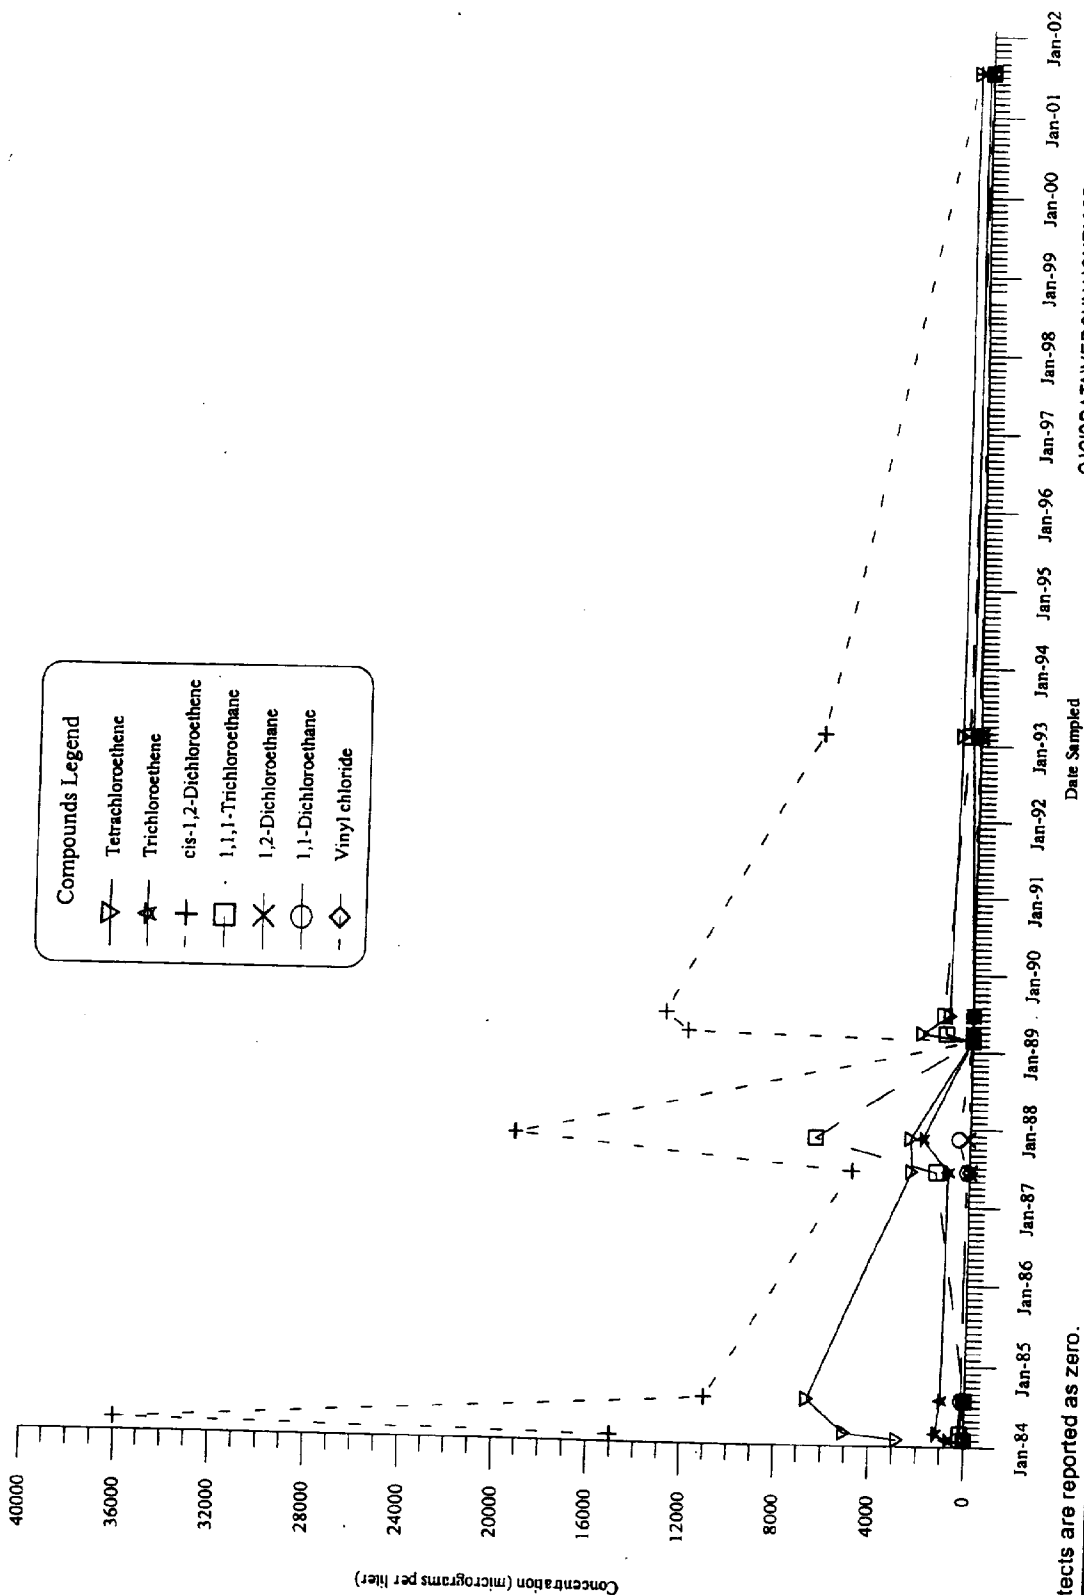 Compounds Legend
Tetrachloroethene
Trichloroethene
cis-1,2-Dichloroethene
1,1,1-Trichloroethane
1,2-Dichloroethane
1,1-Dichloroethane
Vinyl chloride
Concentration (micrograms per liter)
40000
36000
32000
28000
24000
20000
16000
12000
8000
4000
0
Jan-84
Jan-85
Jan-86
Jan-87
Jan-88
Jan-89
Jan-90
Jan-91
Jan-92
Jan-93
Jan-94
Jan-95
Jan-96
Jan-97
Jan-98
Jan-99
Jan-00
Jan-01
Jan-02
Date Sampled
tects are reported as zero.